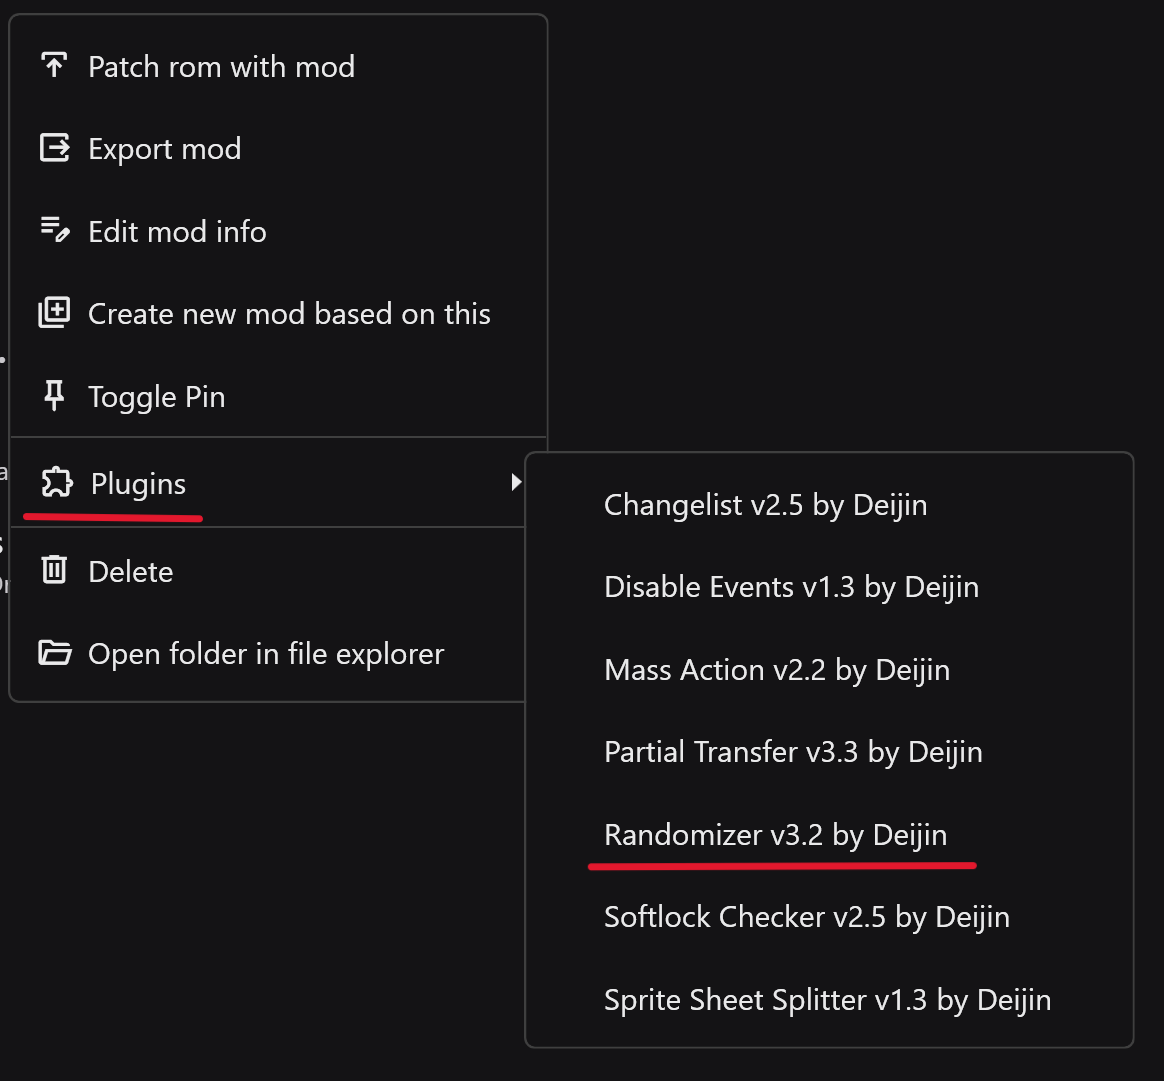 Patch rom with mod
Export mod
Edit mod info
Create new mod based on this
Toggle Pin
Plugins
Delete
Open folder in file explorer
Changelist v2.5 by Deijin
Disable Events v1.3 by Deijin
Mass Action v2.2 by Deijin
Partial Transfer v3.3 by Deijin
Randomizer v3.2 by Deijin
Softlock Checker v2.5 by Deijin
Sprite Sheet Splitter v1.3 by Deijin